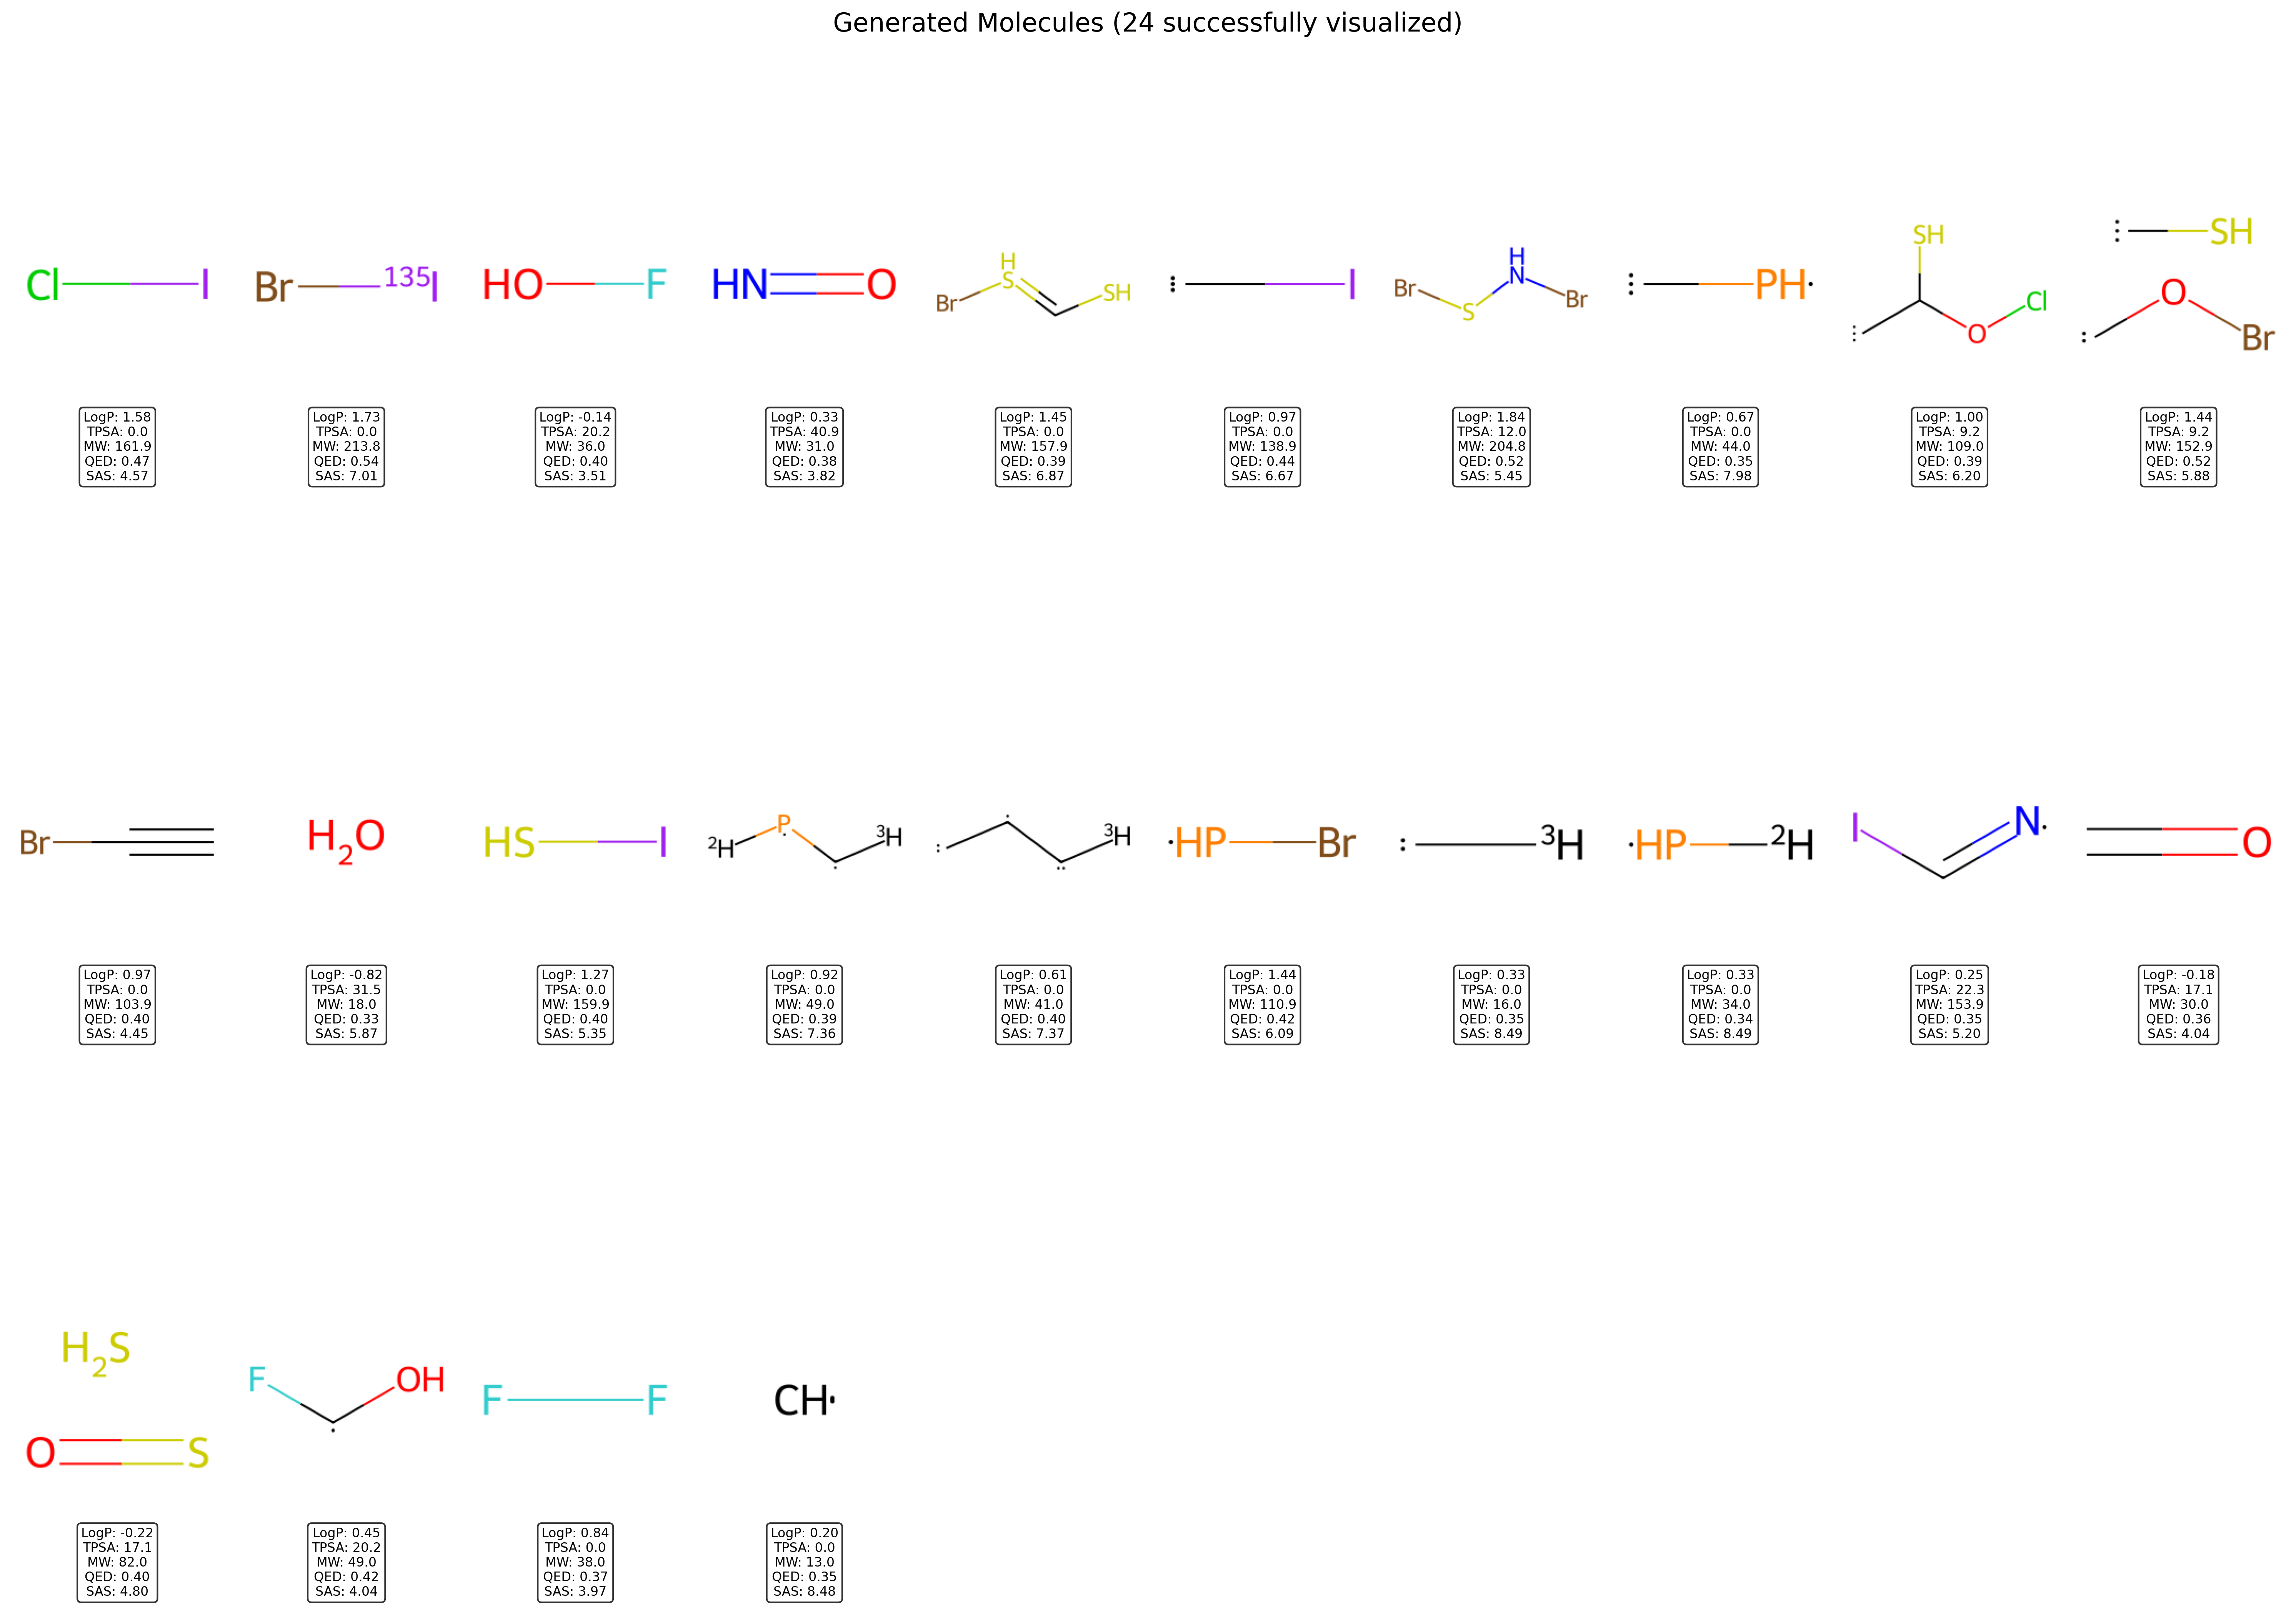 Generated Molecules (24 successfully visualized)
Cl I
Br 135I
HO F
HN O
Br S H SH
I
Br S N H Br
PH
SH O Cl
SH O Br
LogP: 1.58
TPSA: 0.0
MW: 161.9
QED: 0.47
SAS: 4.57
LogP: 1.73
TPSA: 0.0
MW: 213.8
QED: 0.54
SAS: 7.01
LogP: -0.14
TPSA: 20.2
MW: 36.0
QED: 0.40
SAS: 3.51
LogP: 0.33
TPSA: 40.9
MW: 31.0
QED: 0.38
SAS: 3.82
LogP: 1.45
TPSA: 0.0
MW: 157.9
QED: 0.39
SAS: 6.87
LogP: 0.97
TPSA: 0.0
MW: 138.9
QED: 0.44
SAS: 6.67
LogP: 1.84
TPSA: 12.0
MW: 204.8
QED: 0.52
SAS: 5.45
LogP: 0.67
TPSA: 0.0
MW: 44.0
QED: 0.35
SAS: 7.98
LogP: 1.00
TPSA: 9.2
MW: 109.0
QED: 0.39
SAS: 6.20
LogP: 1.44
TPSA: 9.2
MW: 152.9
QED: 0.52
SAS: 5.88
Br
H2O
HS I
2H P 3H
3H
HP Br
3H
HP 2H
I N
O
LogP: 0.97
TPSA: 0.0
MW: 103.9
QED: 0.40
SAS: 4.45
LogP: -0.82
TPSA: 31.5
MW: 18.0
QED: 0.33
SAS: 5.87
LogP: 1.27
TPSA: 0.0
MW: 159.9
QED: 0.40
SAS: 5.35
LogP: 0.92
TPSA: 0.0
MW: 49.0
QED: 0.39
SAS: 7.36
LogP: 0.61
TPSA: 0.0
MW: 41.0
QED: 0.40
SAS: 7.37
LogP: 1.44
TPSA: 0.0
MW: 110.9
QED: 0.42
SAS: 6.09
LogP: 0.33
TPSA: 0.0
MW: 16.0
QED: 0.35
SAS: 8.49
LogP: 0.33
TPSA: 0.0
MW: 34.0
QED: 0.34
SAS: 8.49
LogP: 0.25
TPSA: 22.3
MW: 153.9
QED: 0.35
SAS: 5.20
LogP: -0.18
TPSA: 17.1
MW: 30.0
QED: 0.36
SAS: 4.04
H2S
O S
F OH
F F
CH
LogP: -0.22
TPSA: 17.1
MW: 82.0
QED: 0.40
SAS: 4.80
LogP: 0.45
TPSA: 20.2
MW: 49.0
QED: 0.42
SAS: 4.04
LogP: 0.84
TPSA: 0.0
MW: 38.0
QED: 0.37
SAS: 3.97
LogP: 0.20
TPSA: 0.0
MW: 13.0
QED: 0.35
SAS: 8.48